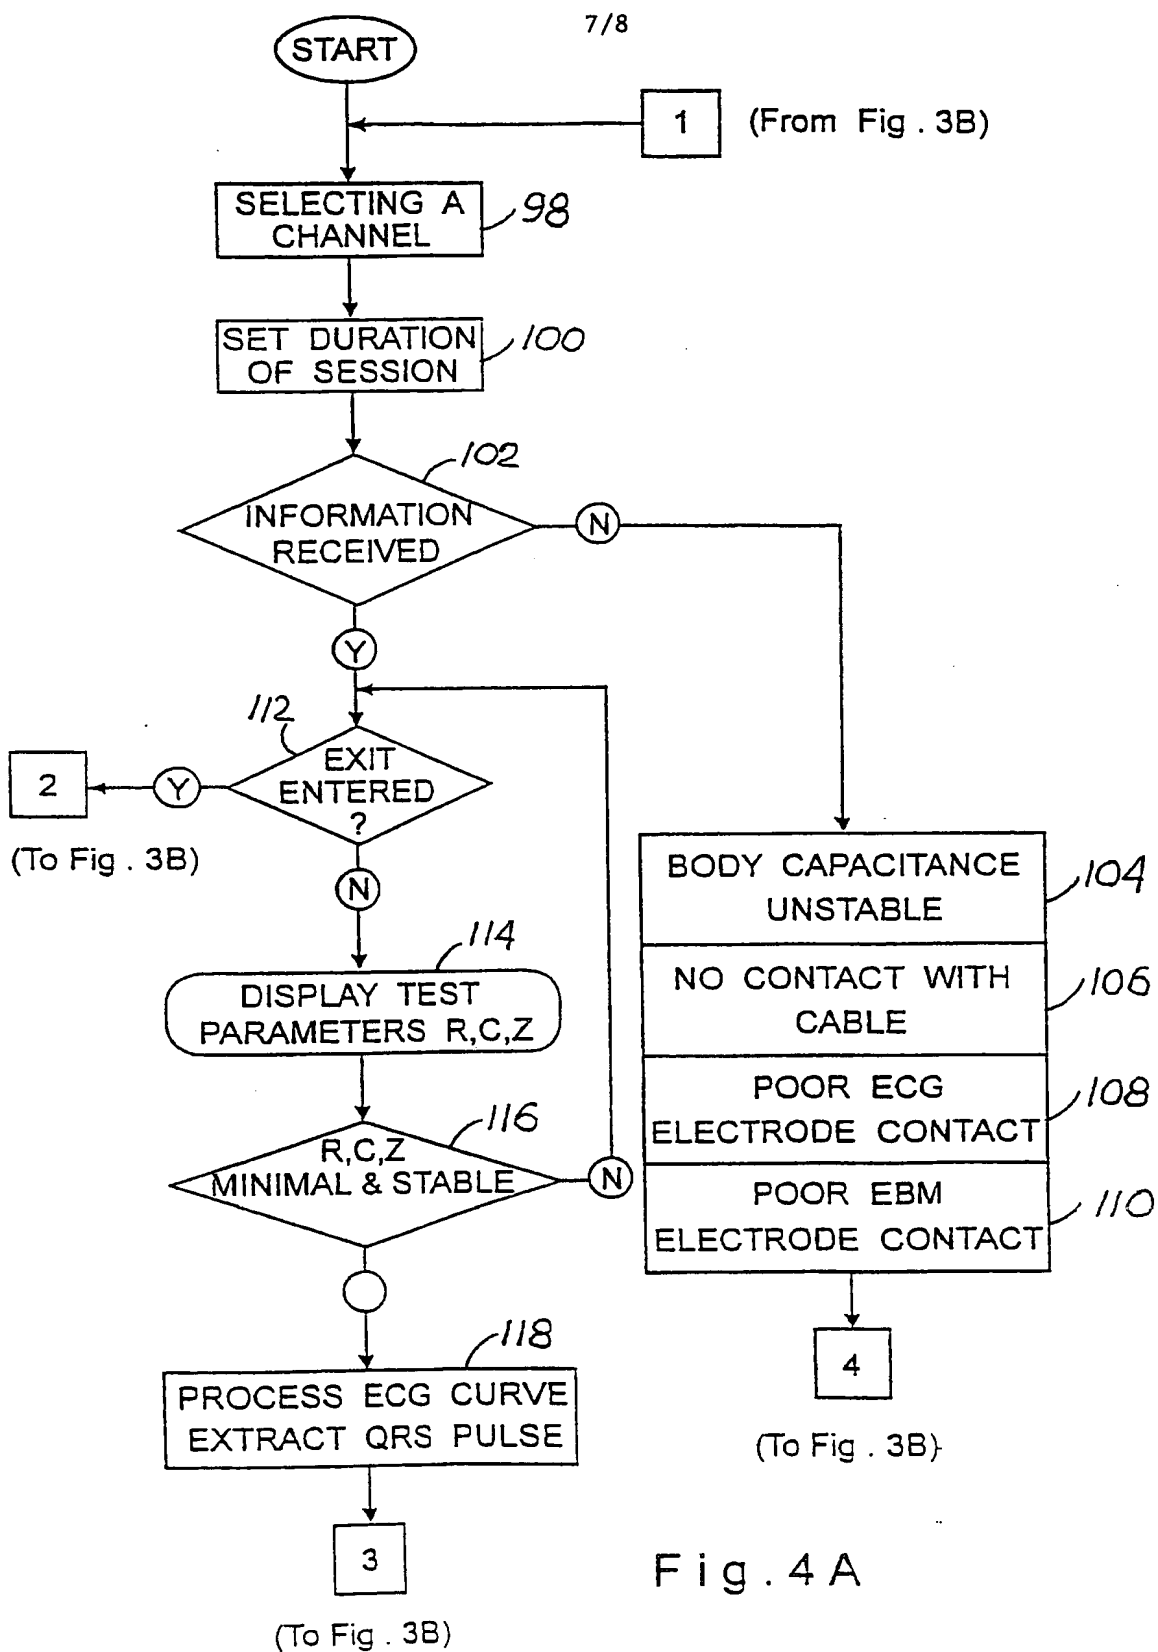 7/8
START
1
(From Fig . 3B)
SELECTING A
CHANNEL
98
SET DURATION
OF SESSION
100
102
INFORMATION
RECEIVED
N
Y
112
EXIT
ENTERED
?
Y
2
(To Fig . 3B)
N
114
DISPLAY TEST
PARAMETERS R,C,Z
116
R,C,Z
MINIMAL & STABLE
N
118
PROCESS ECG CURVE
EXTRACT QRS PULSE
3
(To Fig . 3B)
BODY CAPACITANCE
UNSTABLE
104
NO CONTACT WITH
CABLE
106
POOR ECG
ELECTRODE CONTACT
108
POOR EBM
ELECTRODE CONTACT
110
4
(To Fig . 3B)
Fig . 4 A